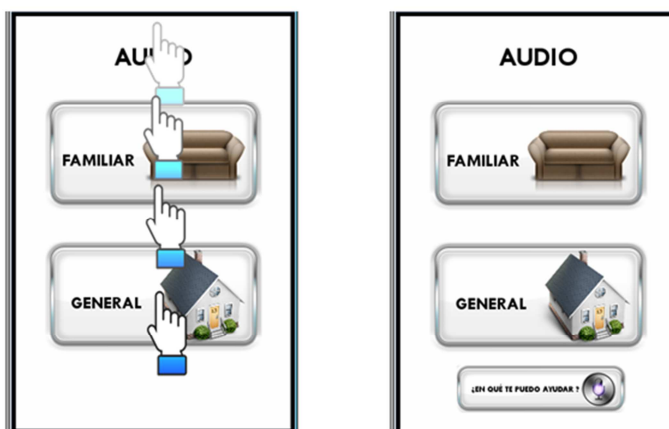 AUDIO
FAMILIAR
GENERAL
AUDIO
FAMILIAR
GENERAL
¿EN QUÉ TE PUEDO AYUDAR ?